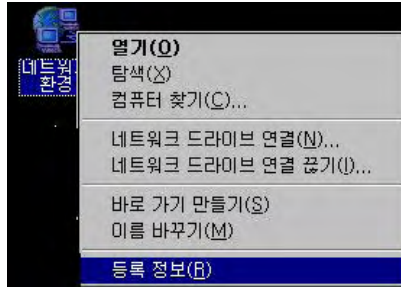 네트워
환경
열기(O)
탐색(X)
컴퓨터 찾기(C)...
네트워크 드라이브 연결(N)...
네트워크 드라이브 연결 끊기(I)...
바로 가기 만들기(S)
이름 바꾸기(M)
등록 정보(R)